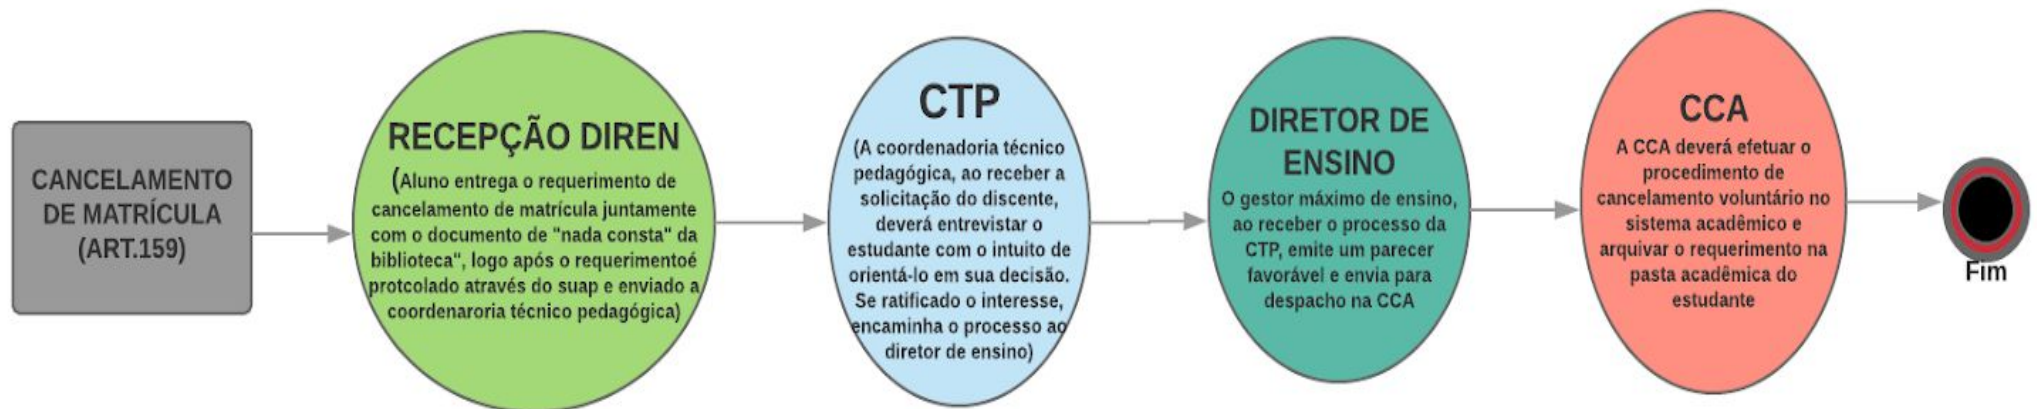 CANCELAMENTO
DE MATRÍCULA
(ART.159)
RECEPÇÃO DIREN
(Aluno entrega o requerimento de
cancelamento de matrícula juntamente
com o documento de "nada consta" da
biblioteca", logo após o requerimentoé
protcolado através do suap e enviado a
coordenaroria técnico pedagógica)
CTP
(A coordenadoria técnico
pedagógica, ao receber a
solicitação do discente,
deverá entrevistar o
estudante com o intuito de
orientá-lo em sua decisão.
Se ratificado o interesse,
encaminha o processo ao
diretor de ensino)
DIRETOR DE
ENSINO
O gestor máximo de ensino,
ao receber o processo da
CTP, emite um parecer
favorável e envia para
despacho na CCA
CCA
A CCA deverá efetuar o
procedimento de
cancelamento voluntário no
sistema acadêmico e
arquivar o requerimento na
pasta acadêmica do
estudante
Fim